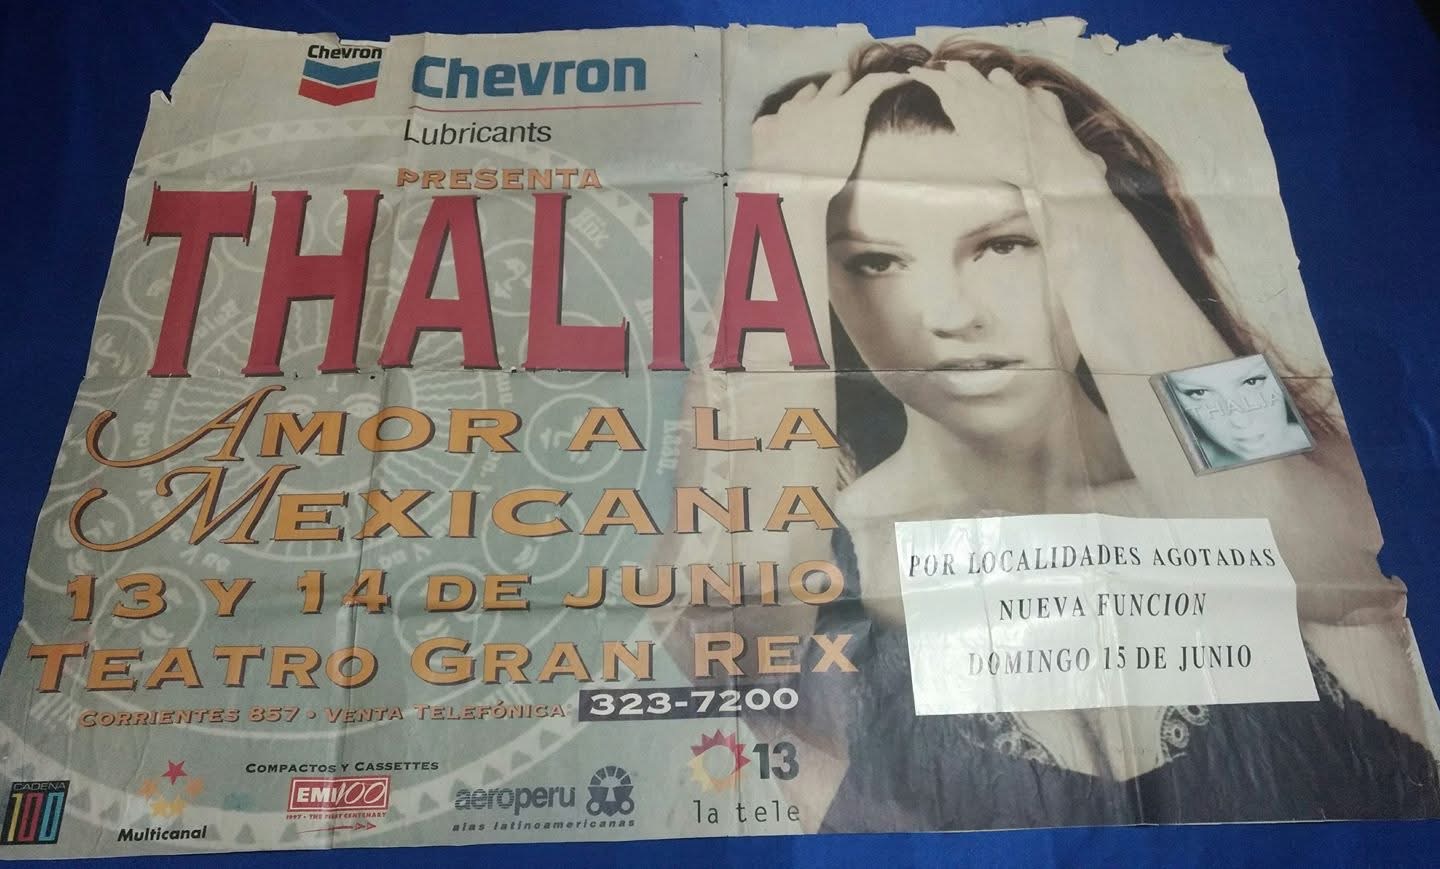 Chevron
Chevron
Lubricants
PRESENTA
THALIA
AMOR A LA
MEXICANA
13 Y 14 DE JUNIO
TEATRO GRAN REX
CORRIENTES 857 • VENTA TELEFÓNICA: 323-7200
THALIA
POR LOCALIDADES AGOTADAS
NUEVA FUNCION
DOMINGO 15 DE JUNIO
CADENA
100
Multicanal
COMPACTOS Y CASSETTES
EMI 100
1997 • THE FIRST CENTENARY
aeroperu
alas latinoamericanas
13
la tele